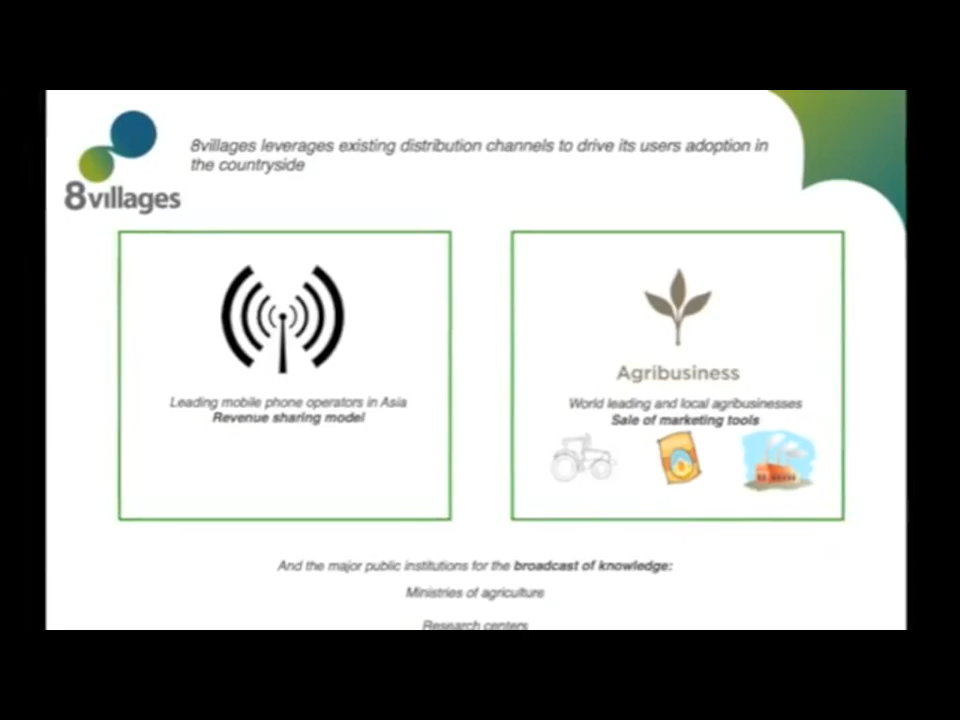 8villages leverages existing distribution channels to drive its users adoption in
the countryside
8villages
Leading mobile phone operators in Asia
Revenue sharing model
Agribusiness
World leading and local agribusinesses
Sale of marketing tools
And the major public institutions for the broadcast of knowledge:
Ministries of agriculture
Research centers